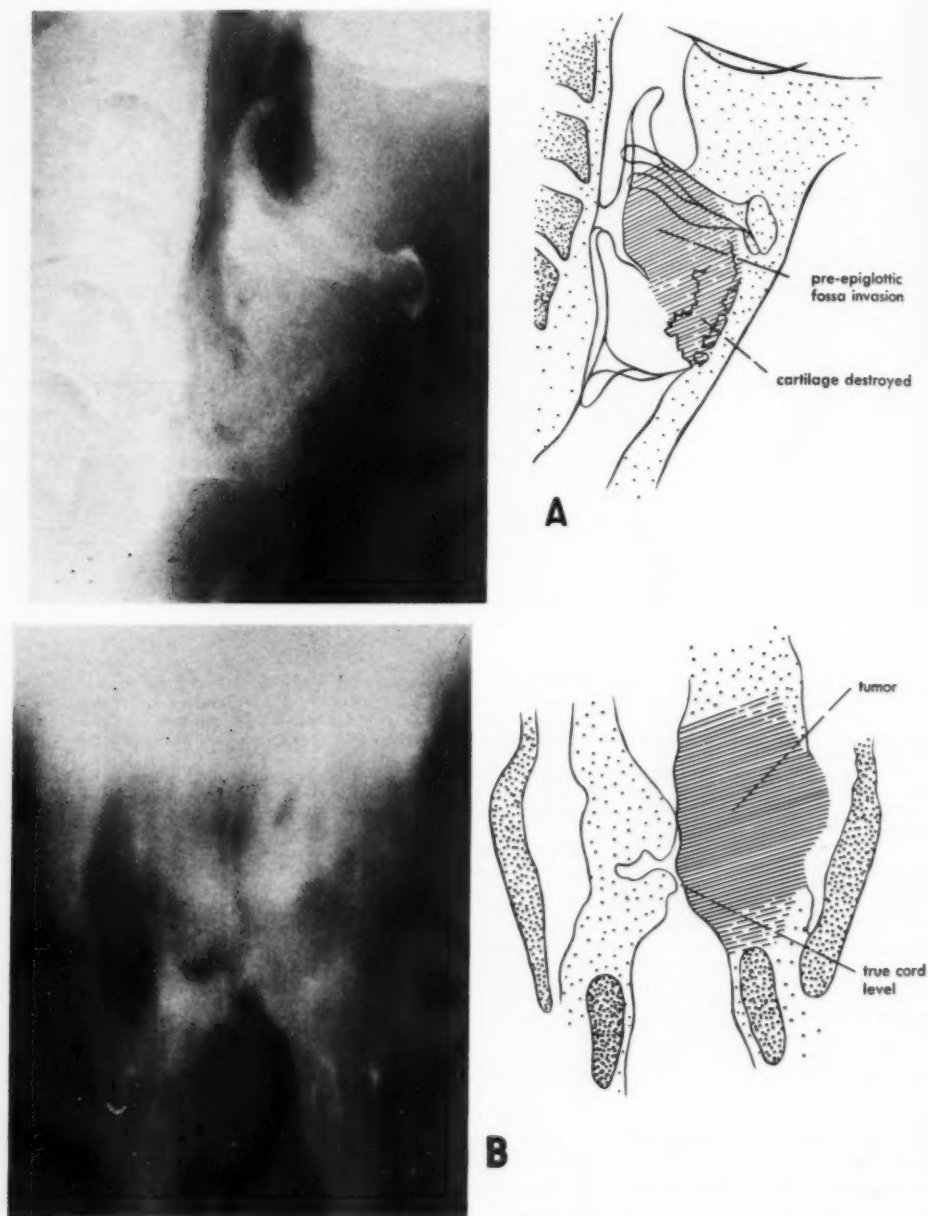 pre-epiglottic
fossa invasion
cartilage destroyed
A
tumor
true cord
level
B